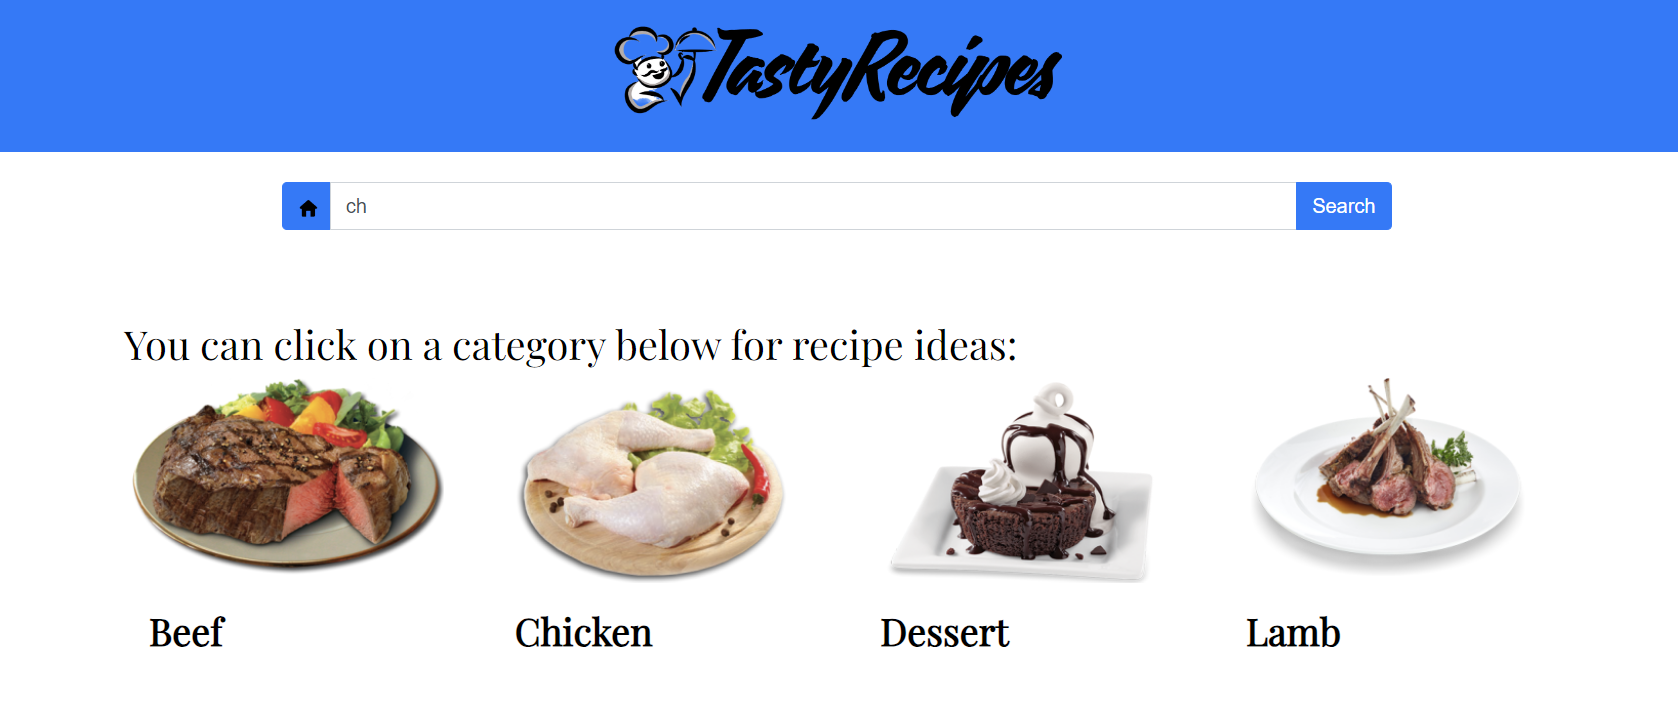 TastyRecipes
ch
Search
You can click on a category below for recipe ideas:
Beef
Chicken
Dessert
Lamb